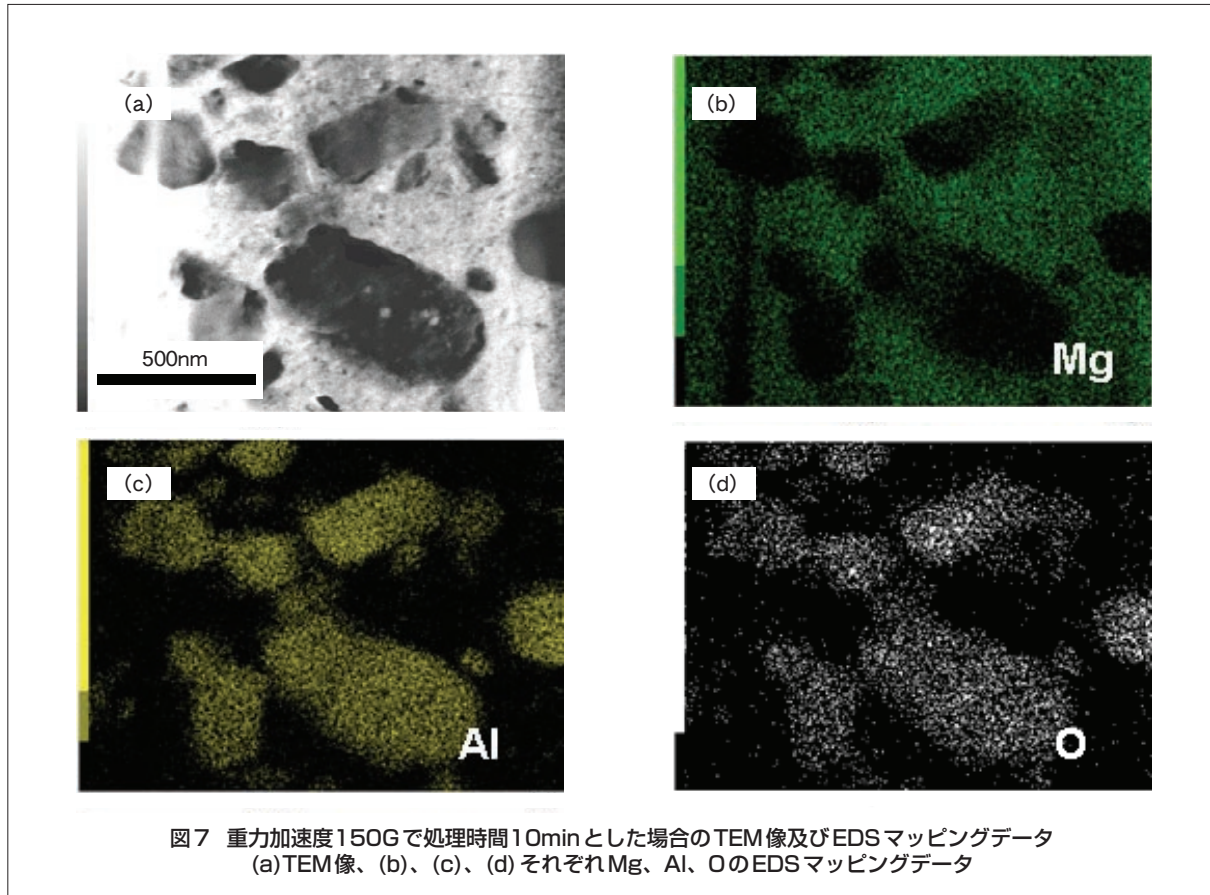 (a)
500nm
(b)
Mg
(c)
Al
(d)
O
図7 重力加速度150Gで処理時間10minとした場合のTEM像及びEDSマッピングデータ
(a)TEM像、(b)、(c)、(d) それぞれMg、Al、OのEDSマッピングデータ